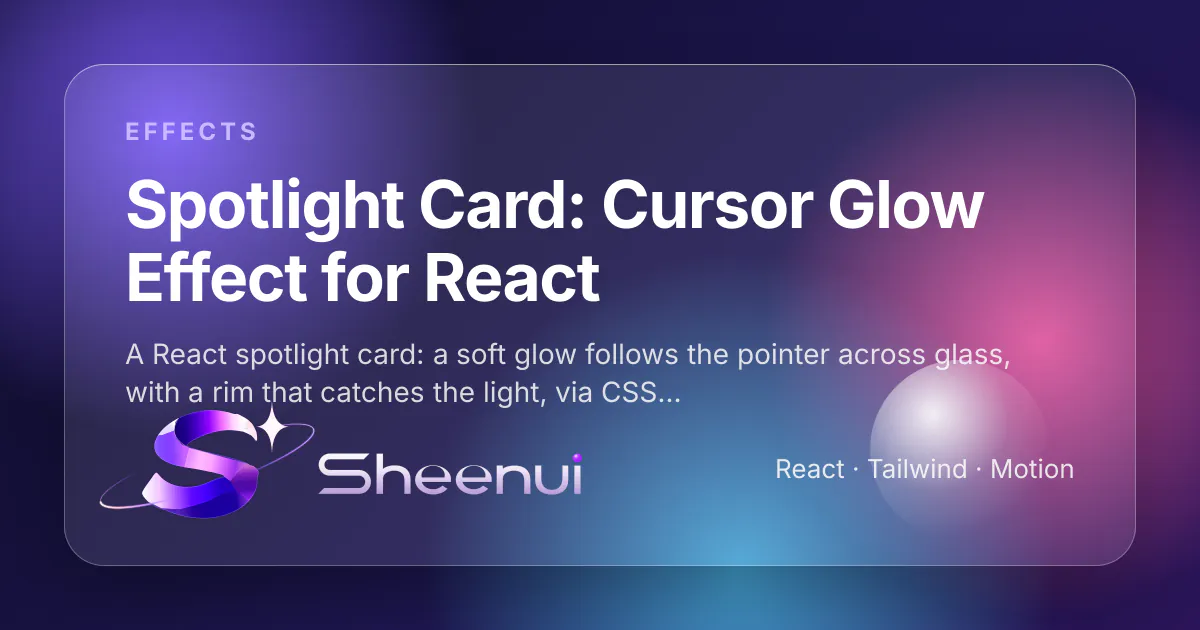 EFFECTS
Spotlight Card: Cursor Glow
Effect for React
A React spotlight card: a soft glow follows the pointer across glass,
with a rim that catches the light, via CSS...
Sheenui
React · Tailwind · Motion